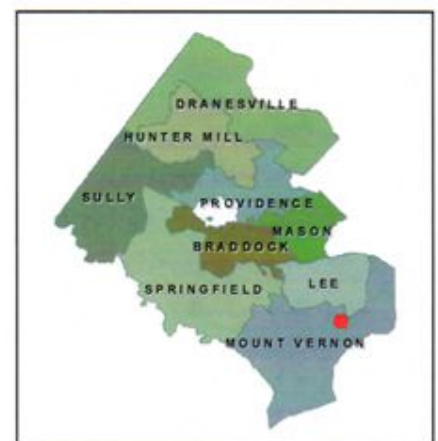 DRANESVILLE
HUNTER MILL
SULLY
PROVIDENCE
MASON
BRADDOCK
LEE
SPRINGFIELD
MOUNT VERNON